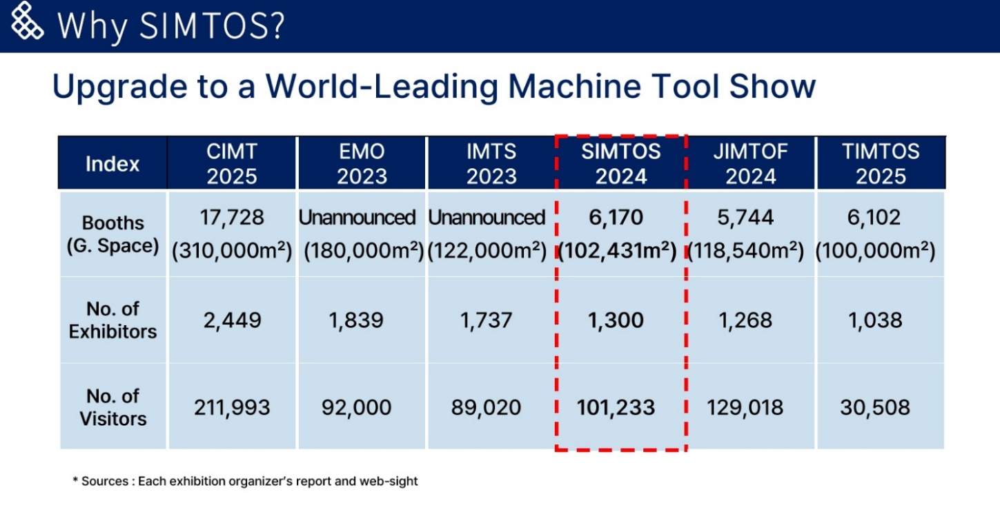 Why SIMTOS?
Upgrade to a World-Leading Machine Tool Show
Index
CIMT
2025
EMO
2023
IMTS
2023
SIMTOS
2024
JIMTOF
2024
TIMTOS
2025
Booths
(G. Space)
17,728
(310,000m²)
Unannounced
(180,000m²)
Unannounced
(122,000m²)
6,170
(102,431m²)
5,744
(118,540m²)
6,102
(100,000m²)
No. of
Exhibitors
2,449
1,839
1,737
1,300
1,268
1,038
No. of
Visitors
211,993
92,000
89,020
101,233
129,018
30,508
* Sources : Each exhibition organizer’s report and web-sight